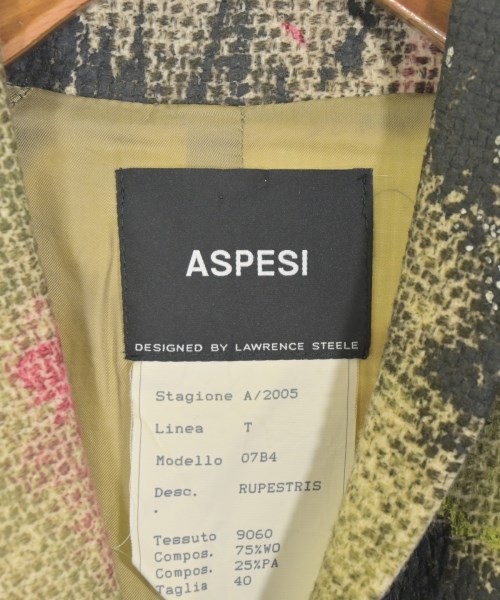 ASPESI
DESIGNED BY LAWRENCE STEELE
Stagione A/2005
Linea T
Modello 07B4
Desc. RUPESTRIS
.
Tessuto 9060
Compos. 75%WO
Compos. 25%PA
Taglia 40